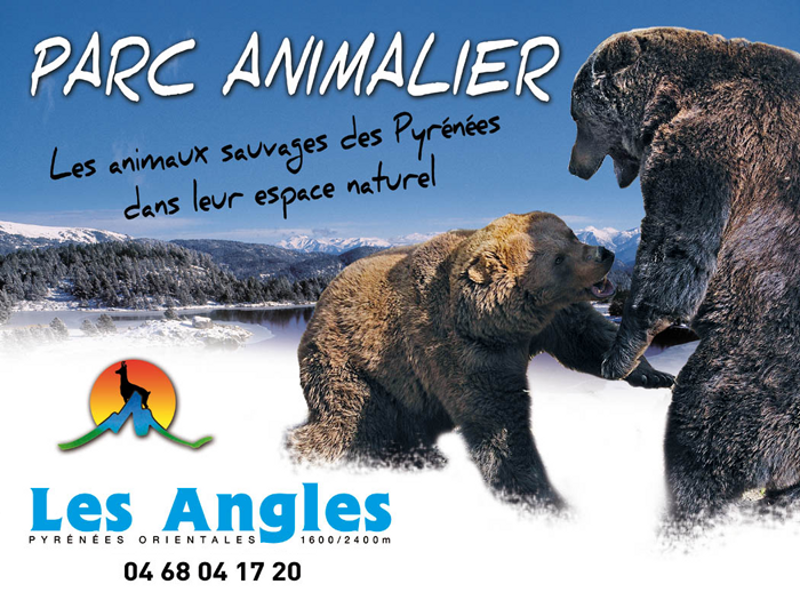 PARC ANIMALIER
Les animaux sauvages des Pyrénées
dans leur espace naturel
Les Angles
PYRÉNÉES ORIENTALES 1600/2400m
04 68 04 17 20